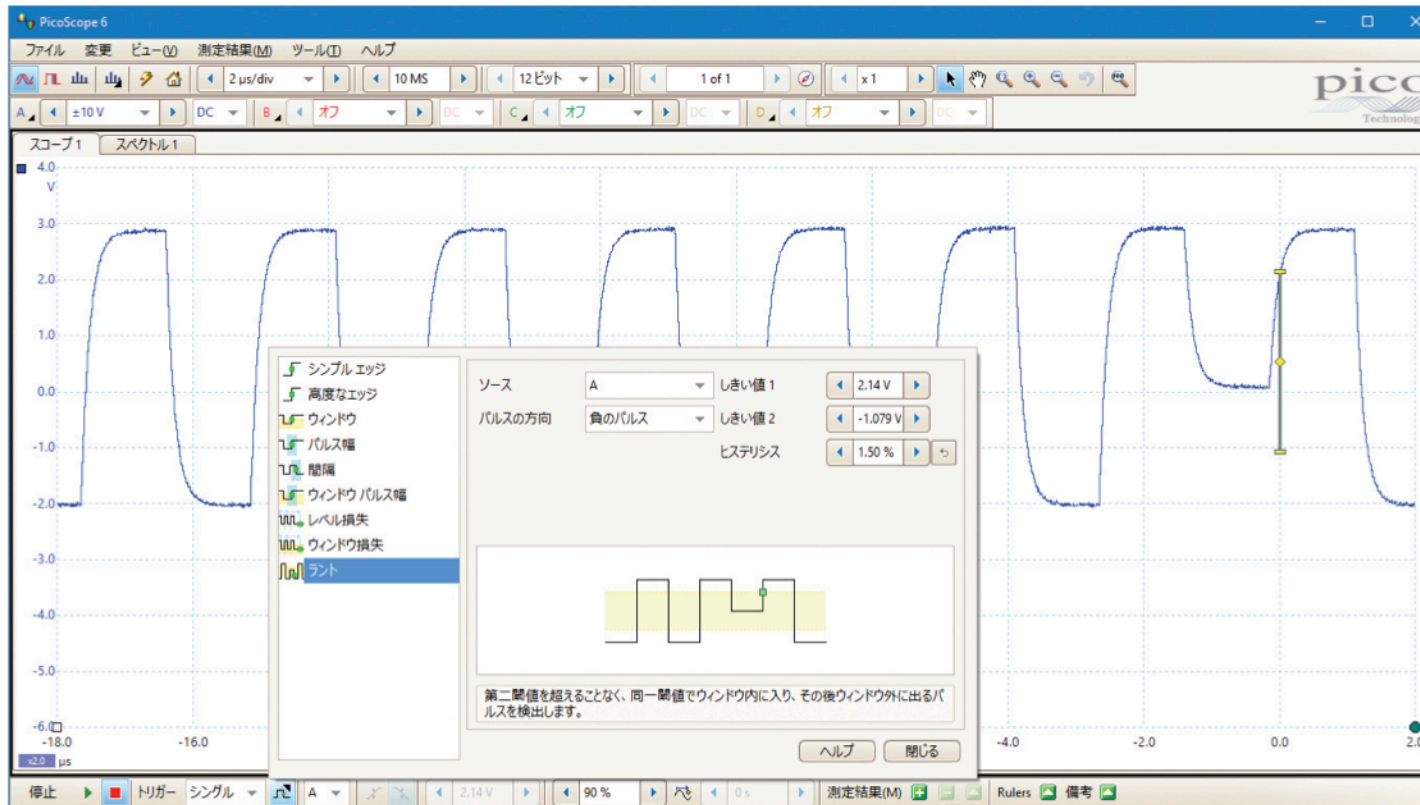 PicoScope 6
ファイル 変更 ビュー(V) 測定結果(M) ツール(T) ヘルプ
2 µs/div 10 MS 12 ビット 1 of 1 x 1
pico
Technology
A ±10 V DC B オフ DC C オフ DC D オフ DC
スコープ 1 スペクトル 1
4.0
V
3.0
2.0
1.0
0.0
-1.0
-2.0
-3.0
-4.0
-5.0
-6.0
シンプル エッジ
高度なエッジ
ウィンドウ
パルス幅
間隔
ウィンドウ パルス幅
レベル損失
ウィンドウ損失
ラント
ソース A しきい値 1 2.14 V
パルスの方向 負のパルス しきい値 2 -1.079 V
ヒステリシス 1.50 %
第二閾値を超えることなく、同一閾値でウィンドウ内に入り、その後ウィンドウ外に出るパ
ルスを検出します。
ヘルプ 閉じる
-18.0 -16.0 -4.0 -2.0 0.0 2.0
x2.0 µs
停止 トリガー シングル A 2.14 V 90 % 0 s 測定結果(M) Rulers 備考